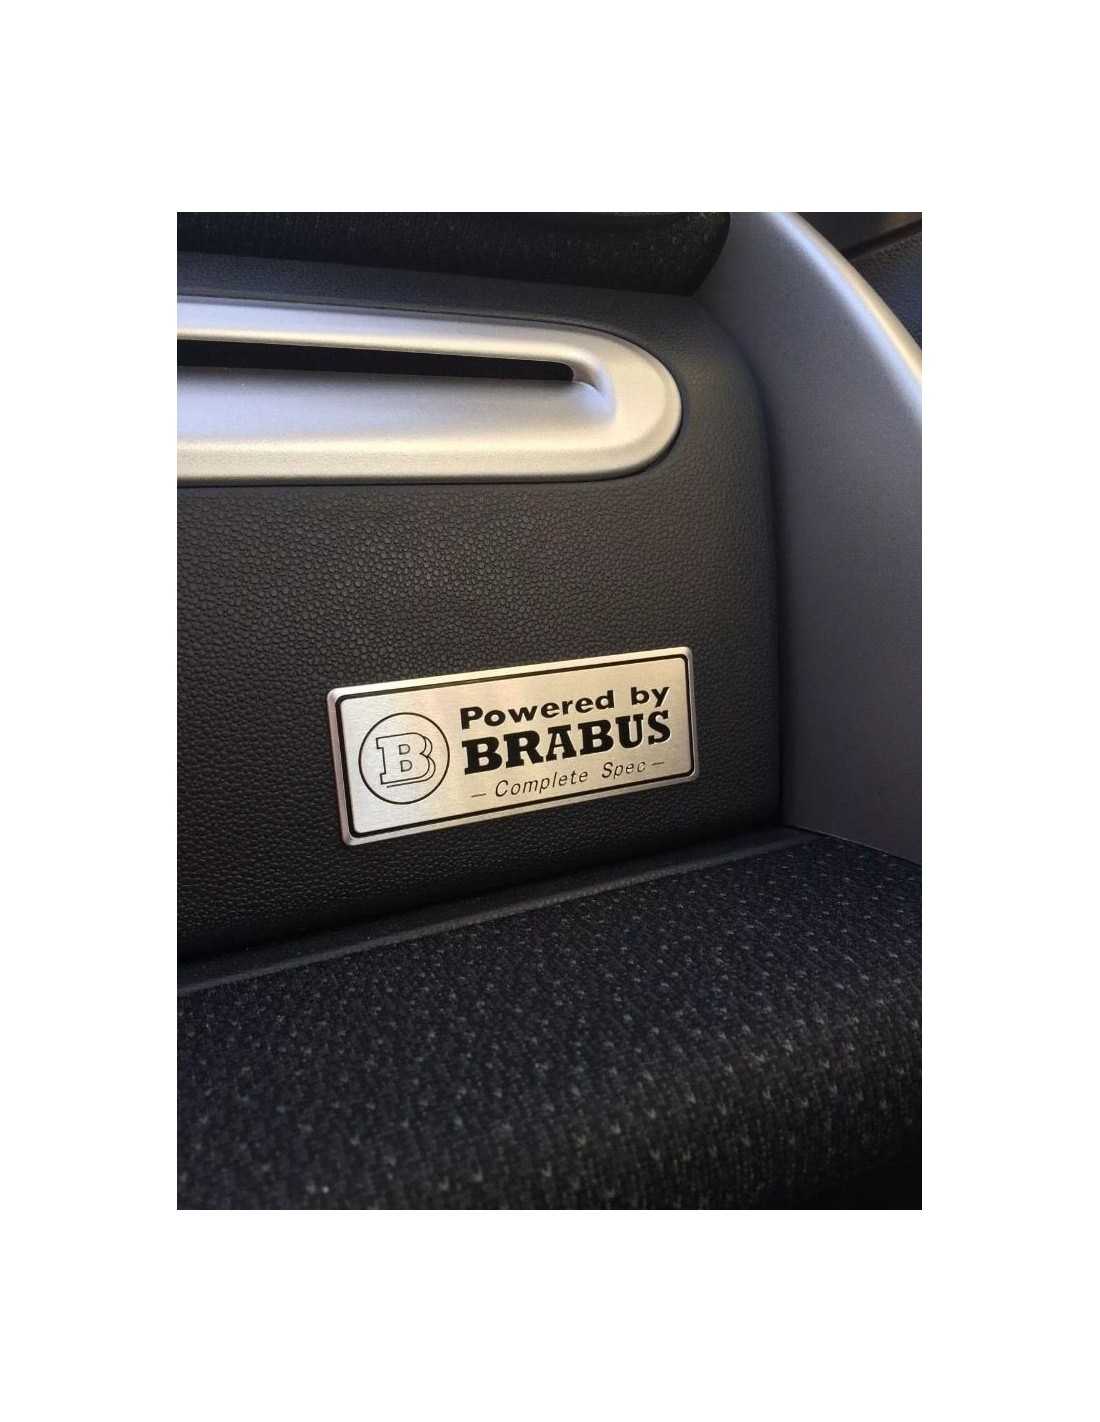 B
Powered by
BRABUS
- Complete Spec -